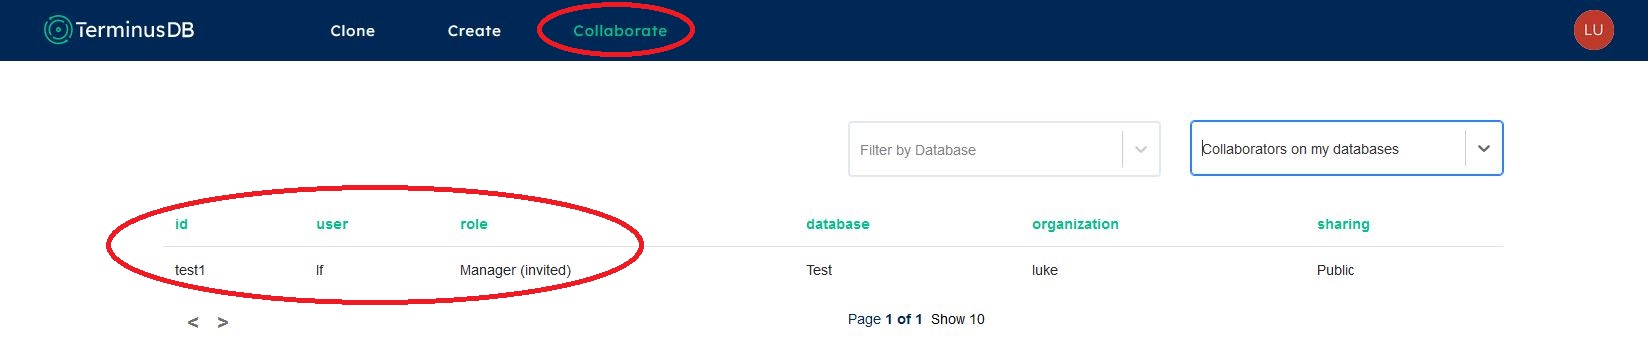 TerminusDB Clone Create Collaborate LU
Filter by Database Collaborators on my databases
id user role database organization sharing
test1 lf Manager (invited) Test luke Public
< > Page 1 of 1 Show 10